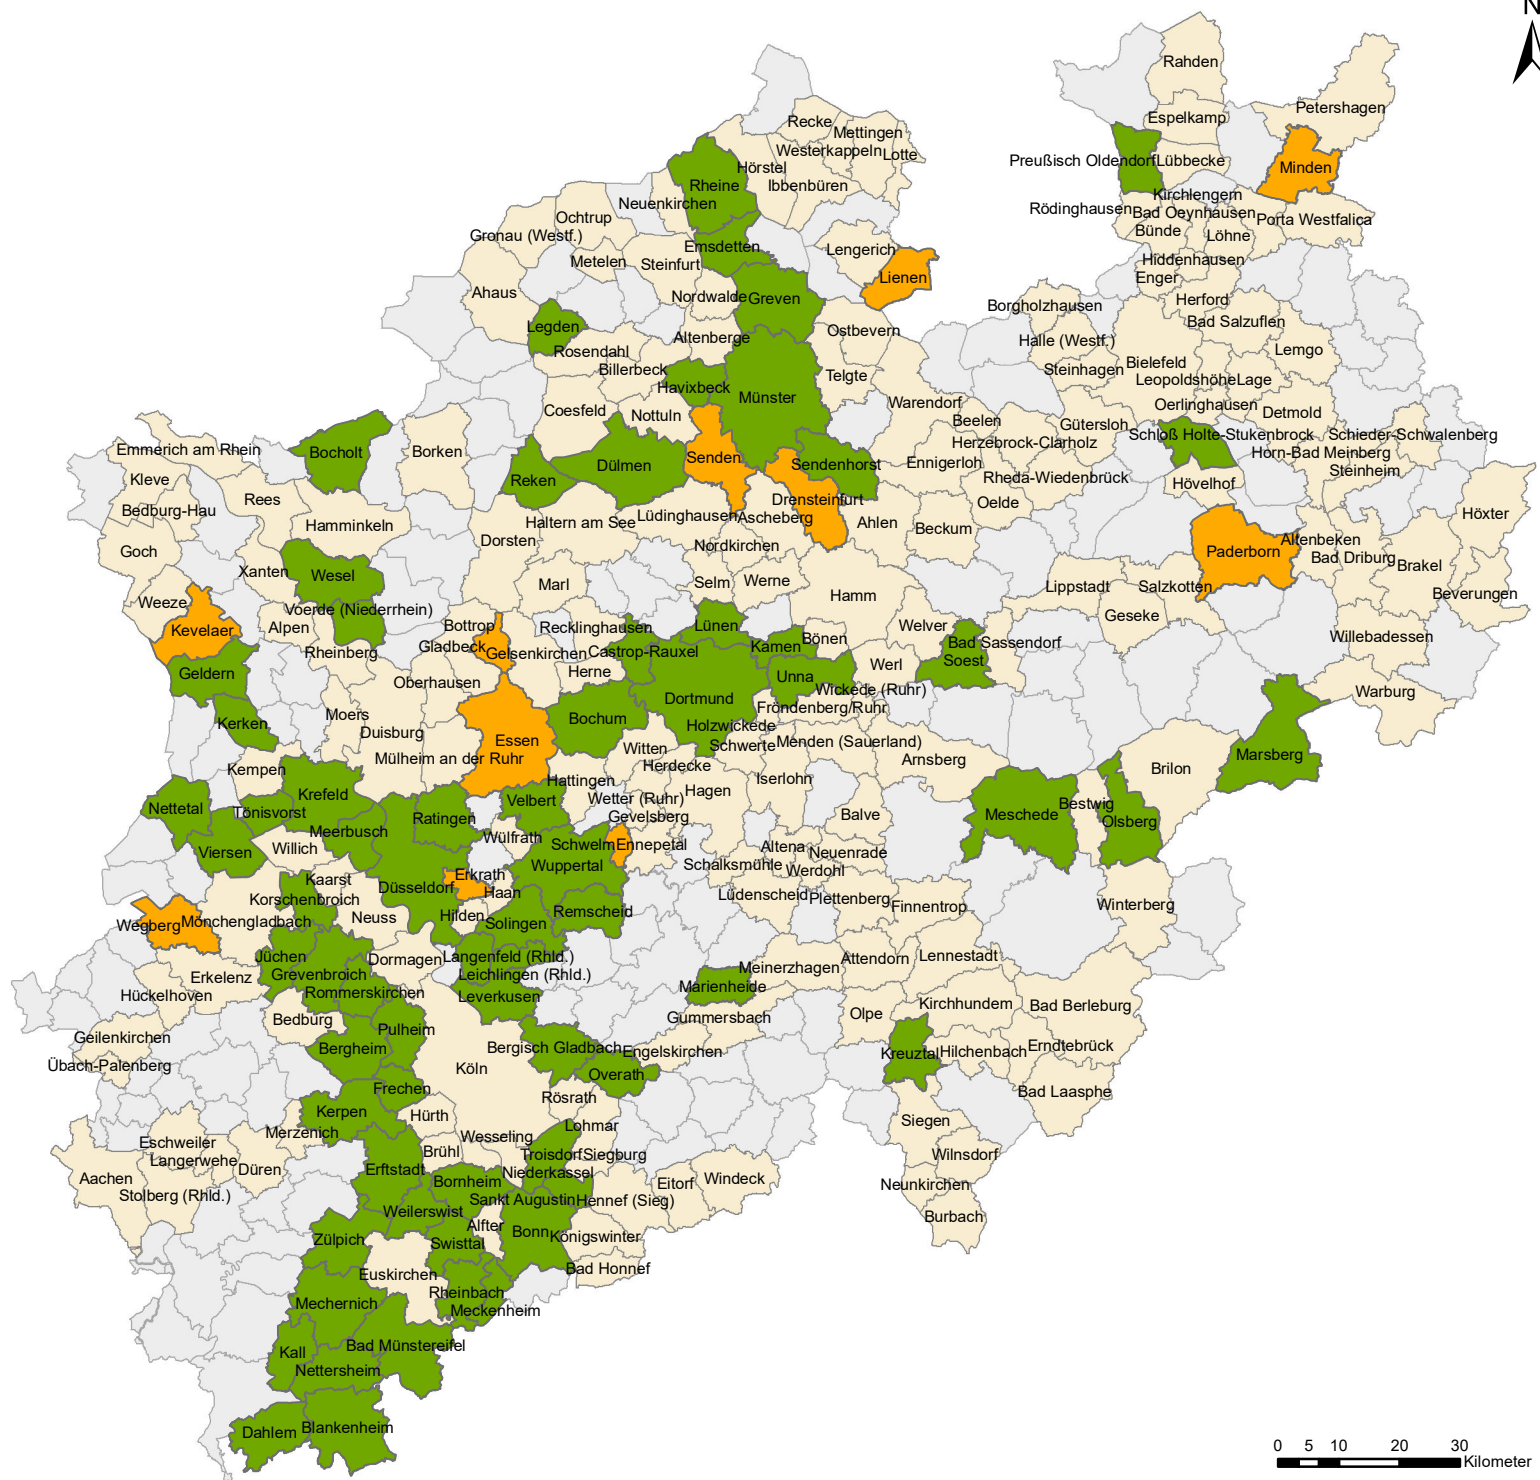 N
Rahden
Petershagen
Recke
Espelkamp
Mettingen
Westerkappeln
Lotte
Preußisch Oldendorf
Lübbecke
Minden
Hörstel
Rheine
Ibbenbüren
Kirchlengern
Neuenkirchen
Rödinghausen
Bad Oeynhausen
Porta Westfalica
Ochtrup
Bünde
Löhne
Gronau (Westf.)
Emsdetten
Lengerich
Metelen
Steinfurt
Hiddenhausen
Enger
Lienen
Ahaus
Nordwalde
Greven
Borgholzhausen
Herford
Bad Salzuflen
Legden
Ostbevern
Altenberge
Halle (Westf.)
Rosendahl
Lemgo
Billerbeck
Steinhagen
Bielefeld
Telgte
Leopoldshöhe
Lage
Havixbeck
Münster
Coesfeld
Nottuln
Warendorf
Oerlinghausen
Detmold
Beelen
Gütersloh
Schloß Holte-Stukenbrock
Schieder-Schwalenberg
Herzebrock-Clarholz
Emmerich am Rhein
Bocholt
Borken
Horn-Bad Meinberg
Senden
Dülmen
Sendenhorst
Ennigerloh
Steinheim
Kleve
Reken
Rheda-Wiedenbrück
Hövelhof
Rees
Drensteinfurt
Oelde
Bedburg-Hau
Lüdinghausen
Ascheberg
Höxter
Hamminkeln
Haltern am See
Ahlen
Beckum
Dorsten
Altenbeken
Goch
Nordkirchen
Paderborn
Bad Driburg
Brakel
Xanten
Wesel
Marl
Selm
Werne
Lippstadt
Salzkotten
Hamm
Beverungen
Weeze
Voerde (Niederrhein)
Geseke
Kevelaer
Alpen
Bottrop
Recklinghausen
Lünen
Welver
Gladbeck
Gelsenkirchen
Castrop-Rauxel
Kamen
Bönen
Bad Sassendorf
Willebadessen
Rheinberg
Soest
Geldern
Herne
Werl
Oberhausen
Unna
Wickede (Ruhr)
Warburg
Dortmund
Fröndenberg/Ruhr
Kerken
Moers
Bochum
Holzwickede
Duisburg
Essen
Schwerte
Menden (Sauerland)
Witten
Marsberg
Mülheim an der Ruhr
Herdecke
Arnsberg
Kempen
Hattingen
Iserlohn
Brilon
Krefeld
Hagen
Nettetal
Velbert
Wetter (Ruhr)
Bestwig
Tönisvorst
Ratingen
Gevelsberg
Balve
Meschede
Olsberg
Meerbusch
Wülfrath
Schwelm
Ennepetal
Viersen
Willich
Altena
Neuenrade
Wuppertal
Schalksmühle
Werdohl
Erkrath
Kaarst
Düsseldorf
Haan
Korschenbroich
Lüdenscheid
Plettenberg
Winterberg
Finnentrop
Neuss
Hilden
Remscheid
Wegberg
Mönchengladbach
Solingen
Jüchen
Dormagen
Langenfeld (Rhld.)
Lennestadt
Attendorn
Meinerzhagen
Erkelenz
Grevenbroich
Leichlingen (Rhld.)
Marienheide
Hückelhoven
Rommerskirchen
Leverkusen
Kirchhundem
Bad Berleburg
Bedburg
Olpe
Gummersbach
Pulheim
Geilenkirchen
Bergheim
Bergisch Gladbach
Engelskirchen
Kreuztal
Hilchenbach
Erndtebrück
Übach-Palenberg
Köln
Overath
Frechen
Rösrath
Bad Laasphe
Kerpen
Hürth
Siegen
Merzenich
Lohmar
Wesseling
Eschweiler
Brühl
Troisdorf
Siegburg
Wilnsdorf
Langerwehe
Düren
Erftstadt
Niederkassel
Aachen
Bornheim
Eitorf
Windeck
Neunkirchen
Stolberg (Rhld.)
Sankt Augustin
Hennef (Sieg)
Weilerswist
Burbach
Alfter
Bonn
Königswinter
Zülpich
Swisttal
Bad Honnef
Euskirchen
Rheinbach
Mechernich
Meckenheim
Bad Münstereifel
Kall
Nettersheim
Blankenheim
Dahlem
0 5 10 20 30
Kilometer